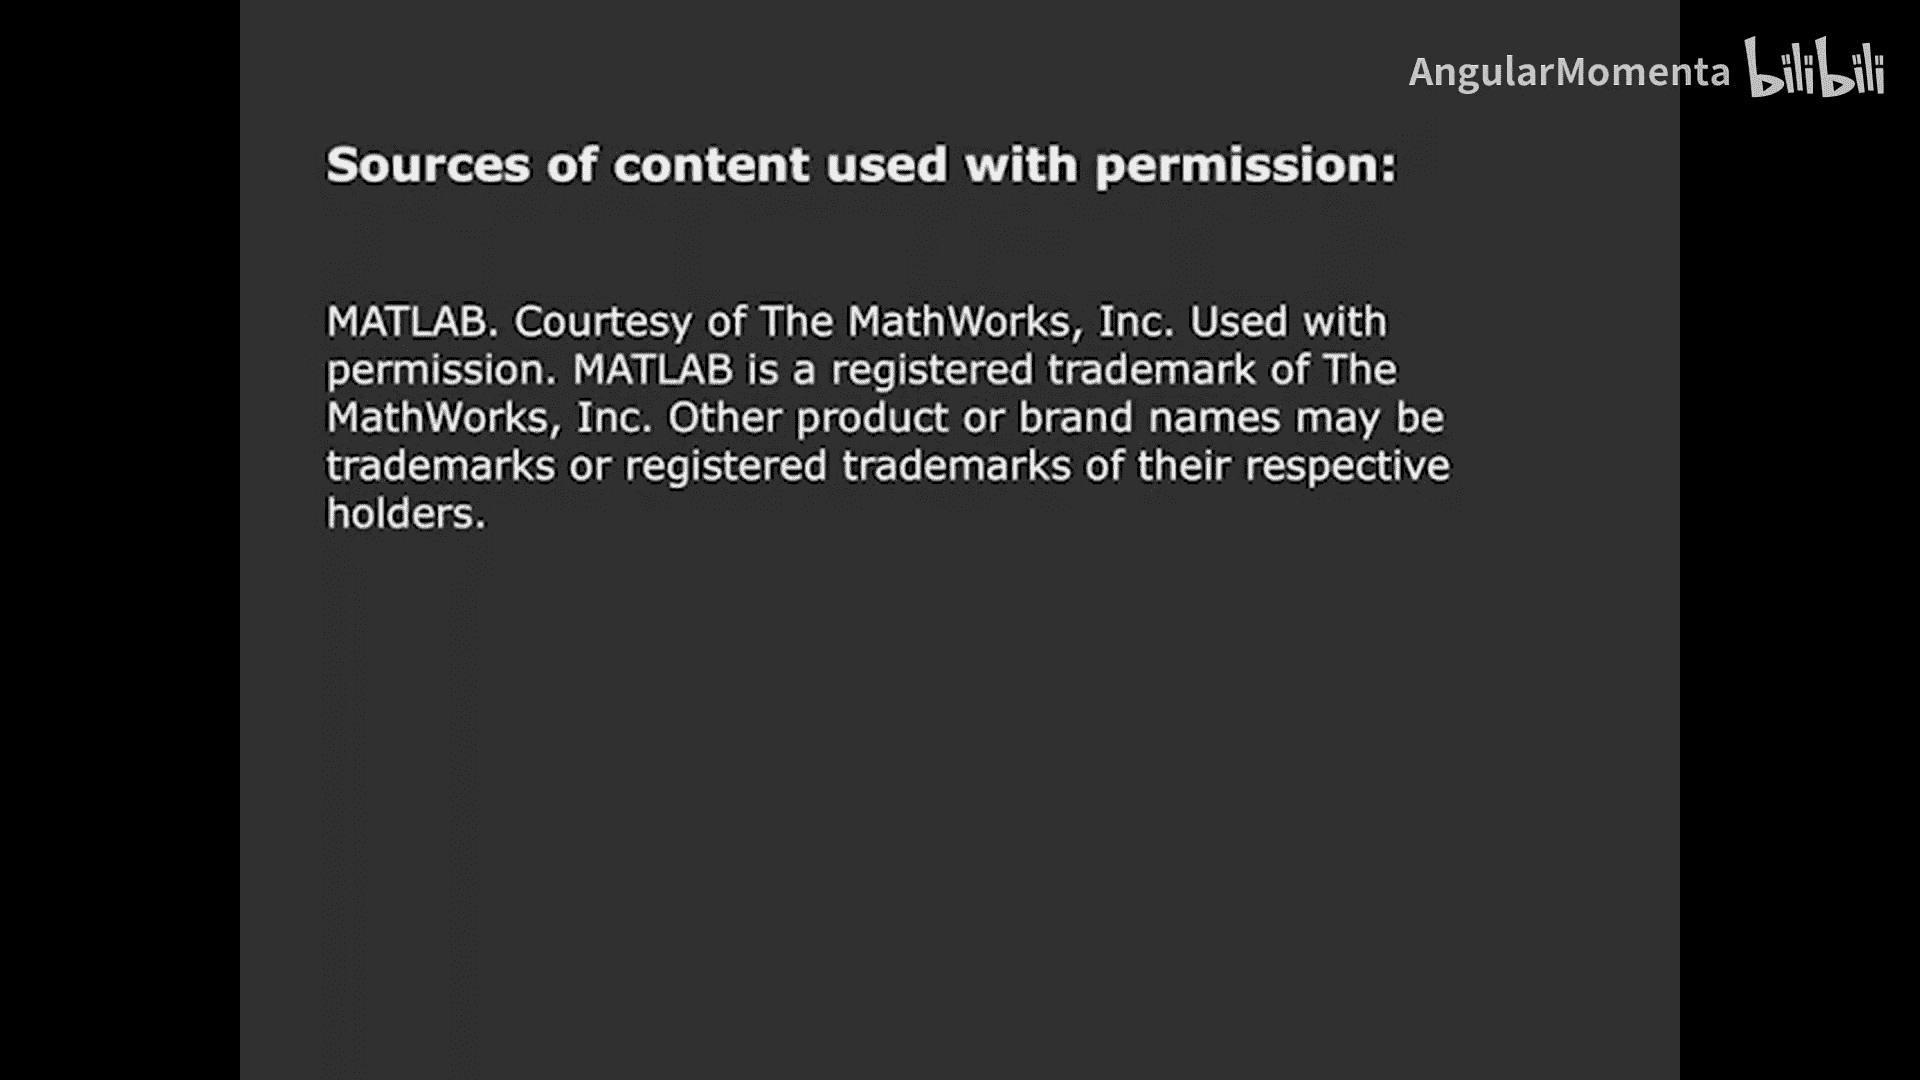 AngularMomenta bilibili
Sources of content used with permission:
MATLAB. Courtesy of The MathWorks, Inc. Used with
permission. MATLAB is a registered trademark of The
MathWorks, Inc. Other product or brand names may be
trademarks or registered trademarks of their respective
holders.